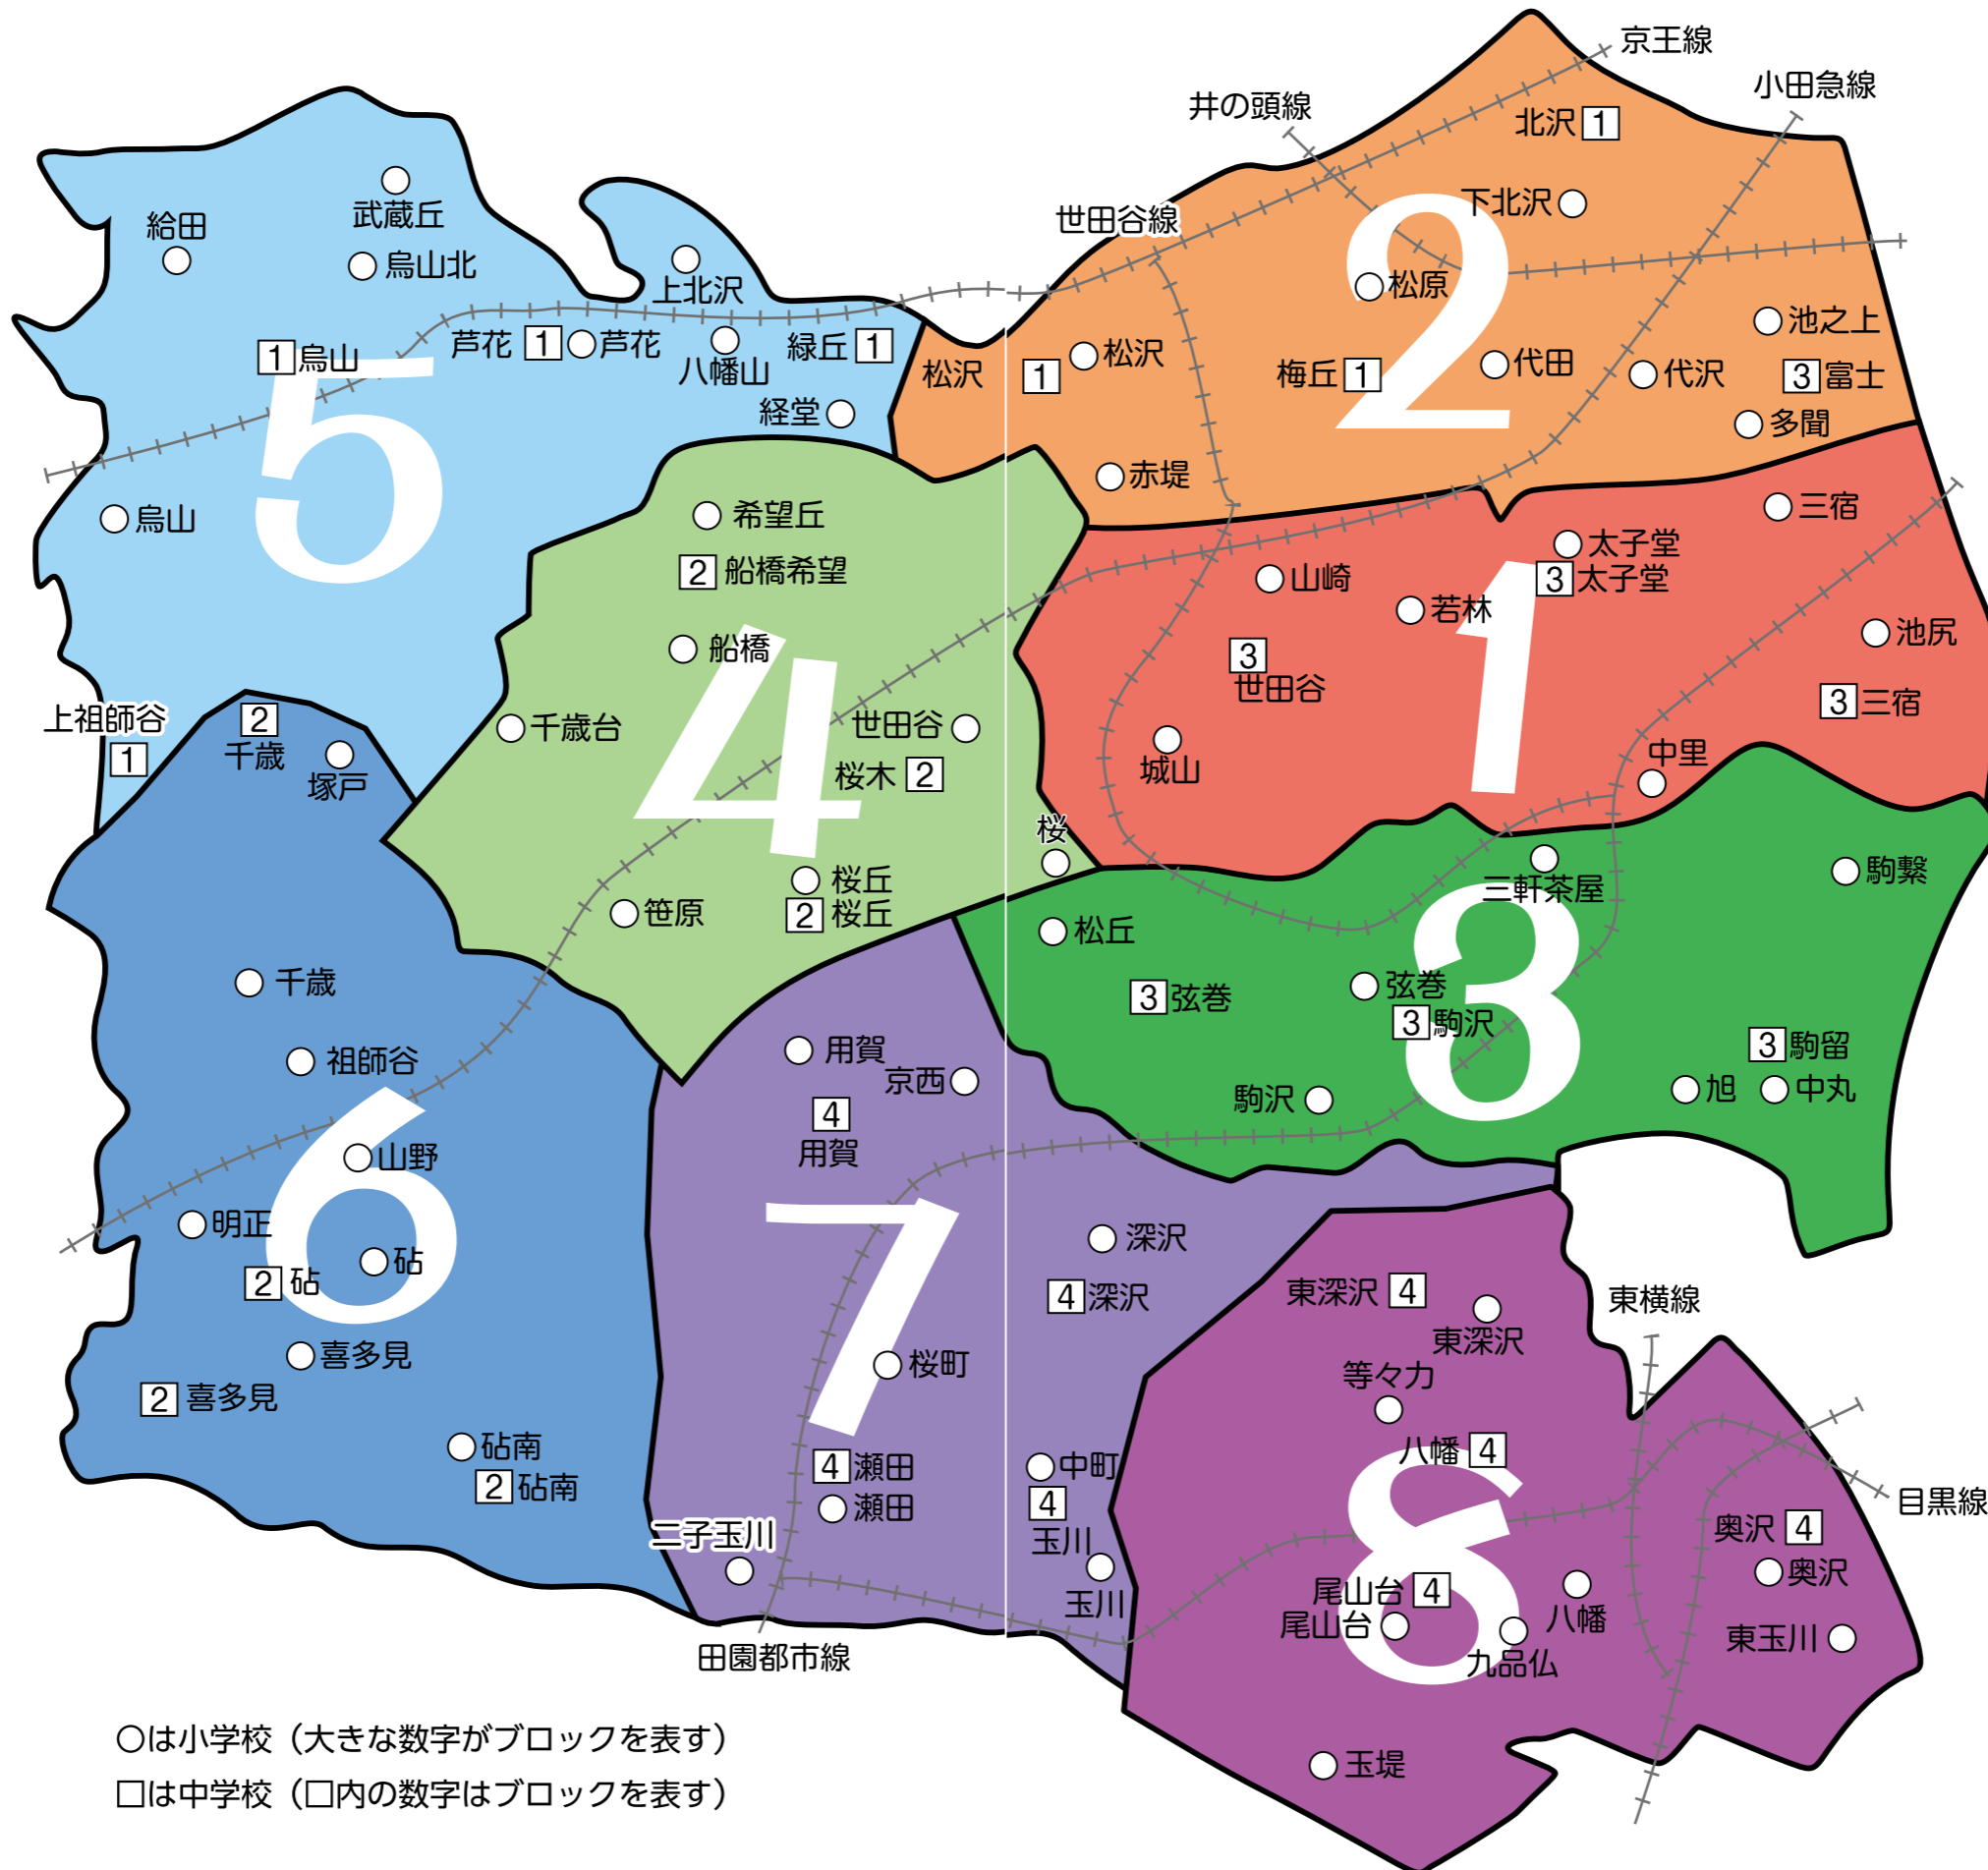 京王線
小田急線
井の頭線
北沢 1
世田谷線
下北沢
2
松原
池之上
松沢 1
松沢
梅丘 1
代田
代沢
3 富士
多聞
赤堤
武蔵丘
給田
烏山北
上北沢
1 烏山
芦花 1
芦花
八幡山
緑丘 1
経堂
5
烏山
上祖師谷
1
希望丘
2 船橋希望
船橋
4
千歳台
世田谷
桜木 2
桜
桜丘
2 桜丘
笹原
三宿
太子堂
3 太子堂
山崎
若林
1
池尻
3
世田谷
3 三宿
城山
中里
三軒茶屋
駒繋
松丘
3
3 弦巻
弦巻
3 駒沢
3 駒留
駒沢
旭
中丸
2
千歳
塚戸
千歳
祖師谷
6
山野
明正
砧
2 砧
喜多見
2 喜多見
砧南
2 砧南
用賀
京西
4
用賀
7
深沢
4 深沢
桜町
4 瀬田
瀬田
中町
4
玉川
玉川
二子玉川
田園都市線
東深沢 4
東深沢
東横線
等々力
八幡 4
8
目黒線
奥沢 4
奥沢
尾山台 4
尾山台
八幡
九品仏
東玉川
玉堤
○は小学校（大きな数字がブロックを表す）
□は中学校（□内の数字はブロックを表す）